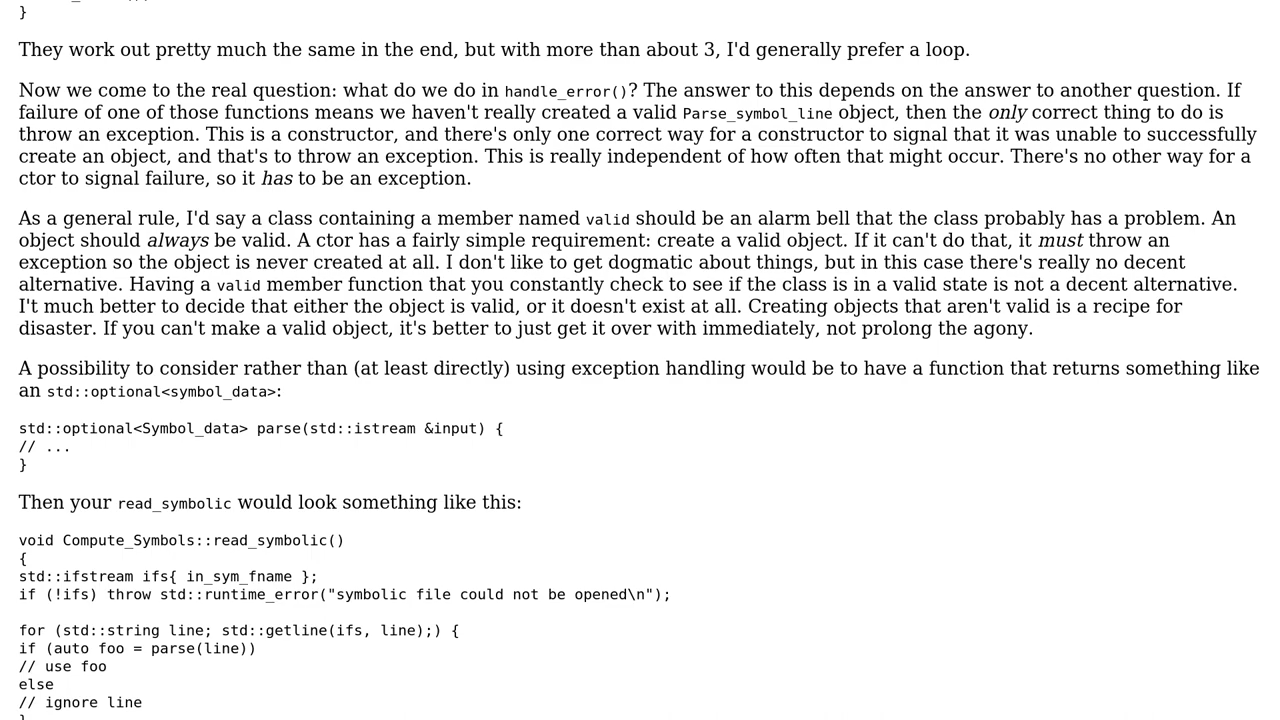 }
They work out pretty much the same in the end, but with more than about 3, I'd generally prefer a loop.
Now we come to the real question: what do we do in handle_error()? The answer to this depends on the answer to another question. If
failure of one of those functions means we haven't really created a valid Parse_symbol_line object, then the only correct thing to do is
throw an exception. This is a constructor, and there's only one correct way for a constructor to signal that it was unable to successfully
create an object, and that's to throw an exception. This is really independent of how often that might occur. There's no other way for a
ctor to signal failure, so it has to be an exception.
As a general rule, I'd say a class containing a member named valid should be an alarm bell that the class probably has a problem. An
object should always be valid. A ctor has a fairly simple requirement: create a valid object. If it can't do that, it must throw an
exception so the object is never created at all. I don't like to get dogmatic about things, but in this case there's really no decent
alternative. Having a valid member function that you constantly check to see if the class is in a valid state is not a decent alternative.
I't much better to decide that either the object is valid, or it doesn't exist at all. Creating objects that aren't valid is a recipe for
disaster. If you can't make a valid object, it's better to just get it over with immediately, not prolong the agony.
A possibility to consider rather than (at least directly) using exception handling would be to have a function that returns something like
an std::optional<symbol_data>:
std::optional<Symbol_data> parse(std::istream &input) {
// ...
}
Then your read_symbolic would look something like this:
void Compute_Symbols::read_symbolic()
{
std::ifstream ifs{ in_sym_fname };
if (!ifs) throw std::runtime_error("symbolic file could not be opened\n");
for (std::string line; std::getline(ifs, line);) {
if (auto foo = parse(line))
// use foo
else
// ignore line
}